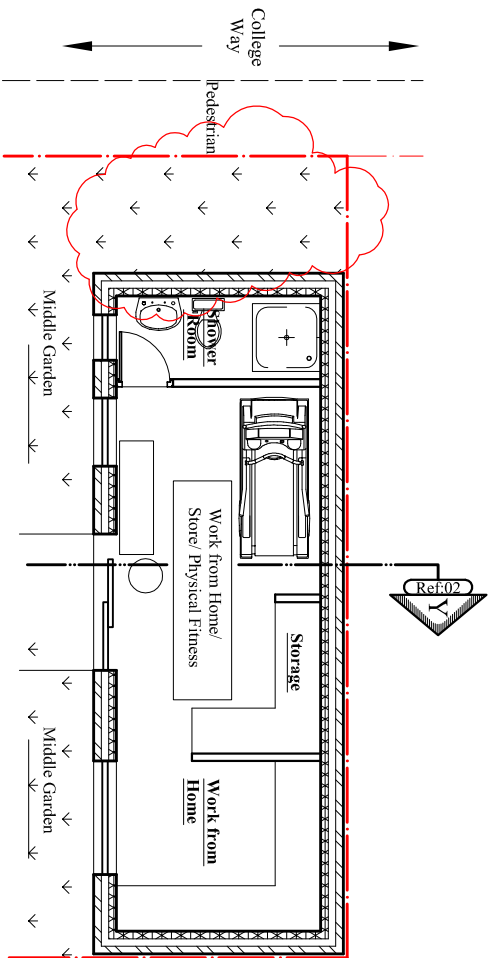 College
Way
Pedestrian
Middle Garden
Shower
Room
Work from Home/
Store/ Physical Fitness
Ref:02
Y
Storage
Middle Garden
Work from
Home